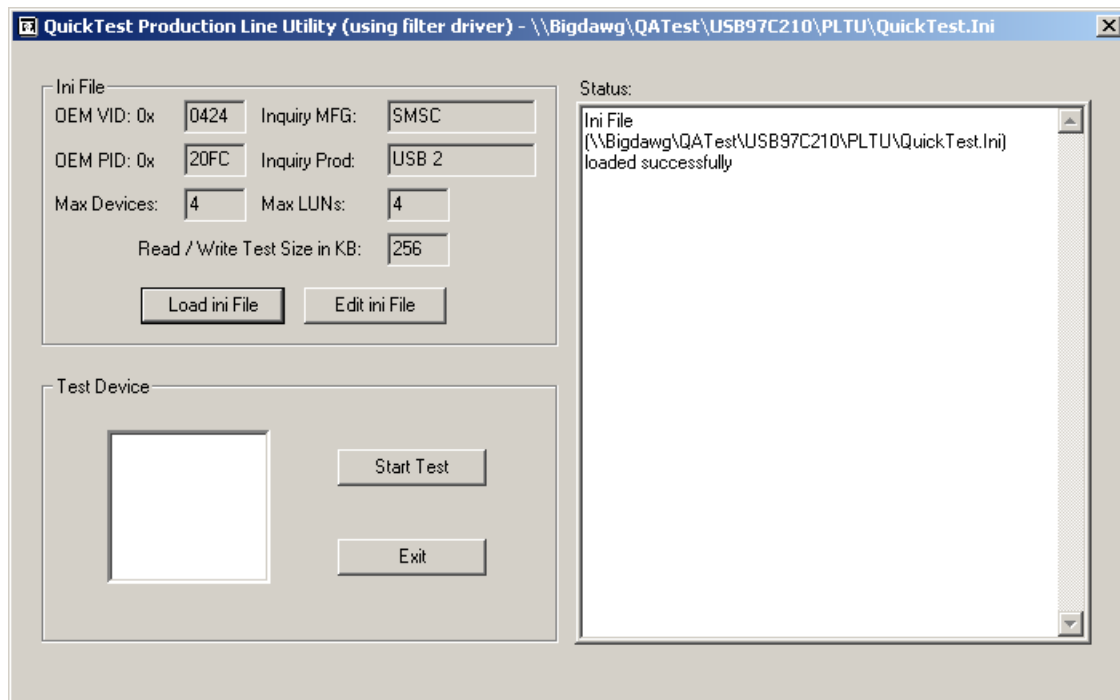 QuickTest Production Line Utility (using filter driver) - \\Bigdawg\QATest\USB97C210\PLTU\QuickTest.Ini
Ini File
OEM VID: 0x 0424 Inquiry MFG: SMSC
OEM PID: 0x 20FC Inquiry Prod: USB 2
Max Devices: 4 Max LUNs: 4
Read / Write Test Size in KB: 256
Load ini File Edit ini File
Test Device
Start Test
Exit
Status:
Ini File
(\\Bigdawg\QATest\USB97C210\PLTU\QuickTest.Ini)
loaded successfully